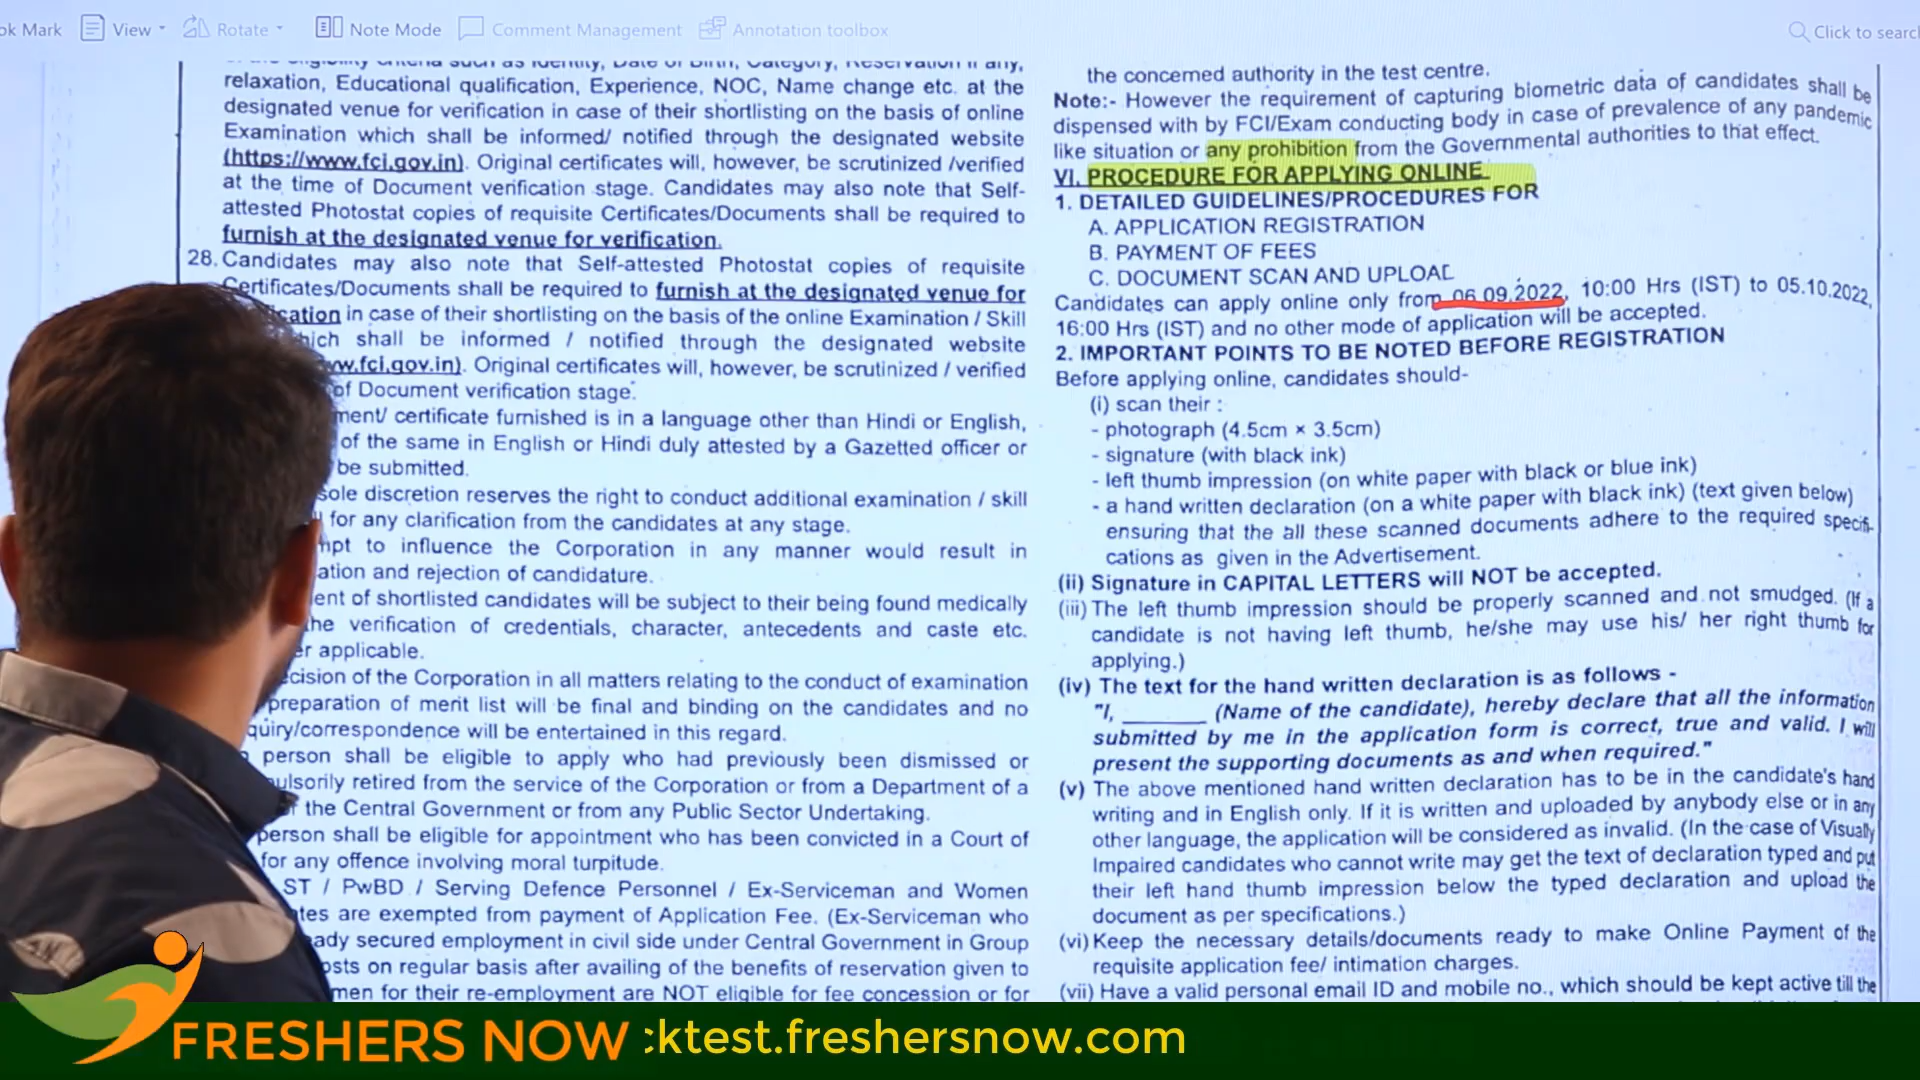 ok Mark View Rotate Note Mode Comment Management Annotation toolbox Click to searc
relaxation, Educational qualification, Experience, NOC, Name change etc. at the
designated venue for verification in case of their shortlisting on the basis of online
Examination which shall be informed/ notified through the designated website
(https://www.fci.gov.in). Original certificates will, however, be scrutinized /verified
at the time of Document verification stage. Candidates may also note that Self-
attested Photostat copies of requisite Certificates/Documents shall be required to
furnish at the designated venue for verification.
28. Candidates may also note that Self-attested Photostat copies of requisite
Certificates/Documents shall be required to furnish at the designated venue for
cation in case of their shortlisting on the basis of the online Examination / Skill
hich shall be informed / notified through the designated website
ww.fci.gov.in). Original certificates will, however, be scrutinized / verified
of Document verification stage.
ment/ certificate furnished is in a language other than Hindi or English,
of the same in English or Hindi duly attested by a Gazetted officer or
be submitted.
sole discretion reserves the right to conduct additional examination / skill
for any clarification from the candidates at any stage.
mpt to influence the Corporation in any manner would result in
ation and rejection of candidature.
ent of shortlisted candidates will be subject to their being found medically
he verification of credentials, character, antecedents and caste etc.
er applicable.
ecision of the Corporation in all matters relating to the conduct of examination
preparation of merit list will be final and binding on the candidates and no
quiry/correspondence will be entertained in this regard.
person shall be eligible to apply who had previously been dismissed or
pulsorily retired from the service of the Corporation or from a Department of a
the Central Government or from any Public Sector Undertaking.
person shall be eligible for appointment who has been convicted in a Court of
for any offence involving moral turpitude.
ST / PwBD / Serving Defence Personnel / Ex-Serviceman and Women
ates are exempted from payment of Application Fee. (Ex-Serviceman who
ady secured employment in civil side under Central Government in Group
osts on regular basis after availing of the benefits of reservation given to
men for their re-employment are NOT eligible for fee concession or for
the concerned authority in the test centre.
Note:- However the requirement of capturing biometric data of candidates shall be
dispensed with by FCI/Exam conducting body in case of prevalence of any pandemic
like situation or any prohibition from the Governmental authorities to that effect.
VI. PROCEDURE FOR APPLYING ONLINE
1. DETAILED GUIDELINES/PROCEDURES FOR
A. APPLICATION REGISTRATION
B. PAYMENT OF FEES
C. DOCUMENT SCAN AND UPLOAD
Candidates can apply online only from 06.09.2022, 10:00 Hrs (IST) to 05.10.2022,
16:00 Hrs (IST) and no other mode of application will be accepted.
2. IMPORTANT POINTS TO BE NOTED BEFORE REGISTRATION
Before applying online, candidates should-
(i) scan their :
- photograph (4.5cm × 3.5cm)
- signature (with black ink)
- left thumb impression (on white paper with black or blue ink)
- a hand written declaration (on a white paper with black ink) (text given below)
ensuring that the all these scanned documents adhere to the required specifi-
cations as given in the Advertisement.
(ii) Signature in CAPITAL LETTERS will NOT be accepted.
(iii) The left thumb impression should be properly scanned and not smudged. (If a
candidate is not having left thumb, he/she may use his/ her right thumb for
applying.)
(iv) The text for the hand written declaration is as follows -
"I, _______ (Name of the candidate), hereby declare that all the information
submitted by me in the application form is correct, true and valid. I will
present the supporting documents as and when required."
(v) The above mentioned hand written declaration has to be in the candidate's hand
writing and in English only. If it is written and uploaded by anybody else or in any
other language, the application will be considered as invalid. (In the case of Visually
Impaired candidates who cannot write may get the text of declaration typed and put
their left hand thumb impression below the typed declaration and upload the
document as per specifications.)
(vi) Keep the necessary details/documents ready to make Online Payment of the
requisite application fee/ intimation charges.
(vii) Have a valid personal email ID and mobile no., which should be kept active till the
FRESHERS NOW cktest.freshersnow.com